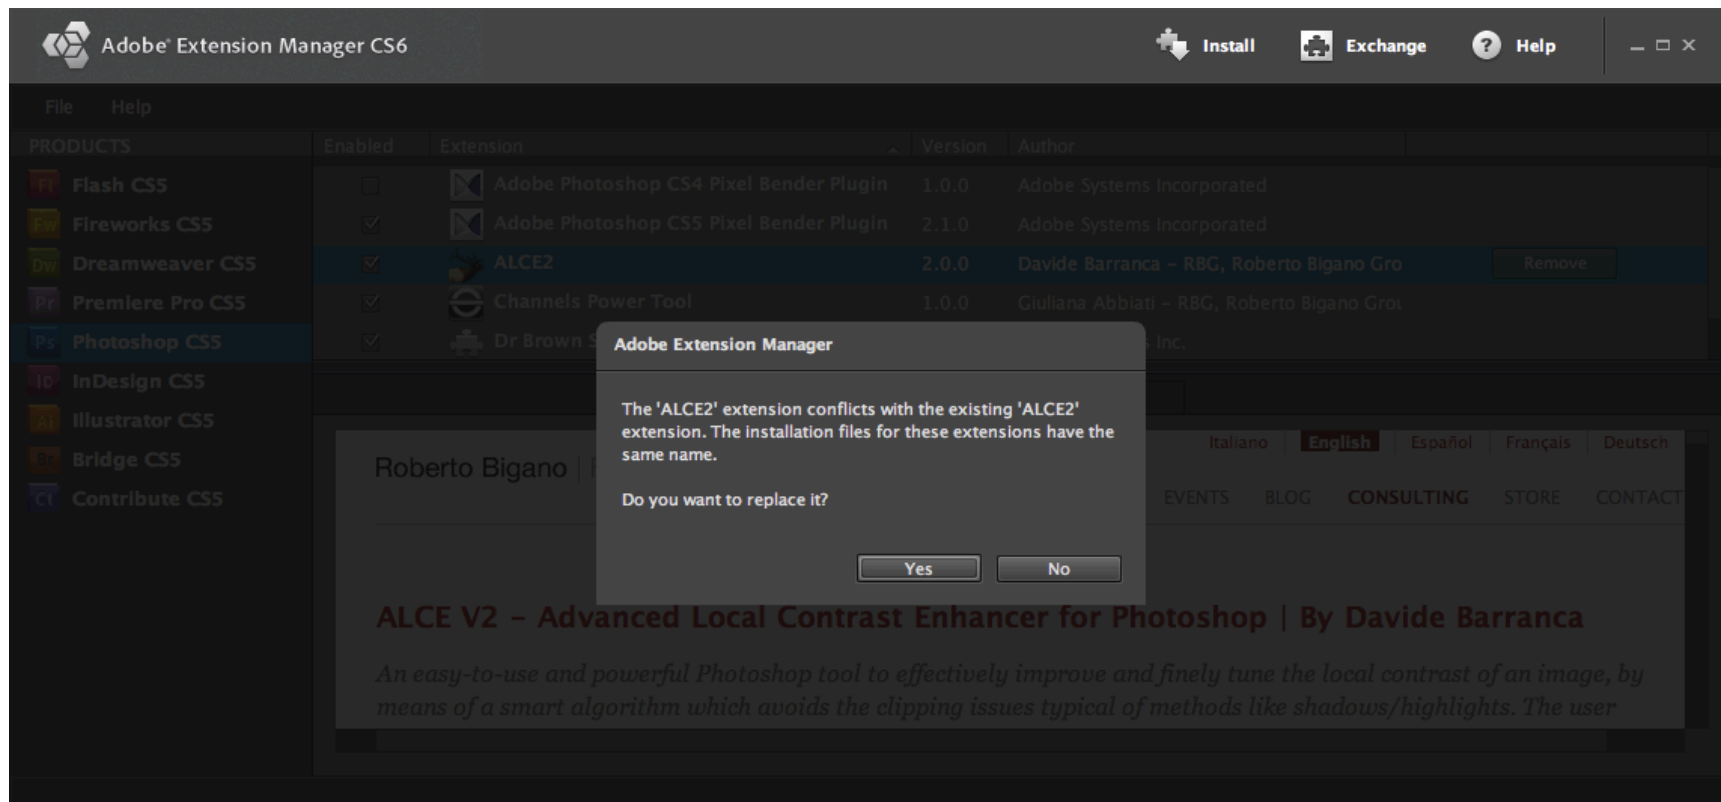 Adobe® Extension Manager CS6
Install
Exchange
? Help
File Help
PRODUCTS
Enabled Extension Version Author
Fl Flash CS5
Adobe Photoshop CS4 Pixel Bender Plugin 1.0.0 Adobe Systems Incorporated
Fw Fireworks CS5
Adobe Photoshop CS5 Pixel Bender Plugin 2.1.0 Adobe Systems Incorporated
Dw Dreamweaver CS5
ALCE2 2.0.0 Davide Barranca – RBG, Roberto Bigano Gro Remove
Pr Premiere Pro CS5
Channels Power Tool 1.0.0 Giuliana Abbiati – RBG, Roberto Bigano Grou
Ps Photoshop CS5
Dr Brown Inc.
Id InDesign CS5
Ai Illustrator CS5
Br Bridge CS5
Ct Contribute CS5
Adobe Extension Manager
The 'ALCE2' extension conflicts with the existing 'ALCE2'
extension. The installation files for these extensions have the
same name.
Do you want to replace it?
Yes No
Italiano English Español Français Deutsch
Roberto Bigano
EVENTS BLOG CONSULTING STORE CONTACT
ALCE V2 – Advanced Local Contrast Enhancer for Photoshop | By Davide Barranca
An easy-to-use and powerful Photoshop tool to effectively improve and finely tune the local contrast of an image, by
means of a smart algorithm which avoids the clipping issues typical of methods like shadows/highlights. The user